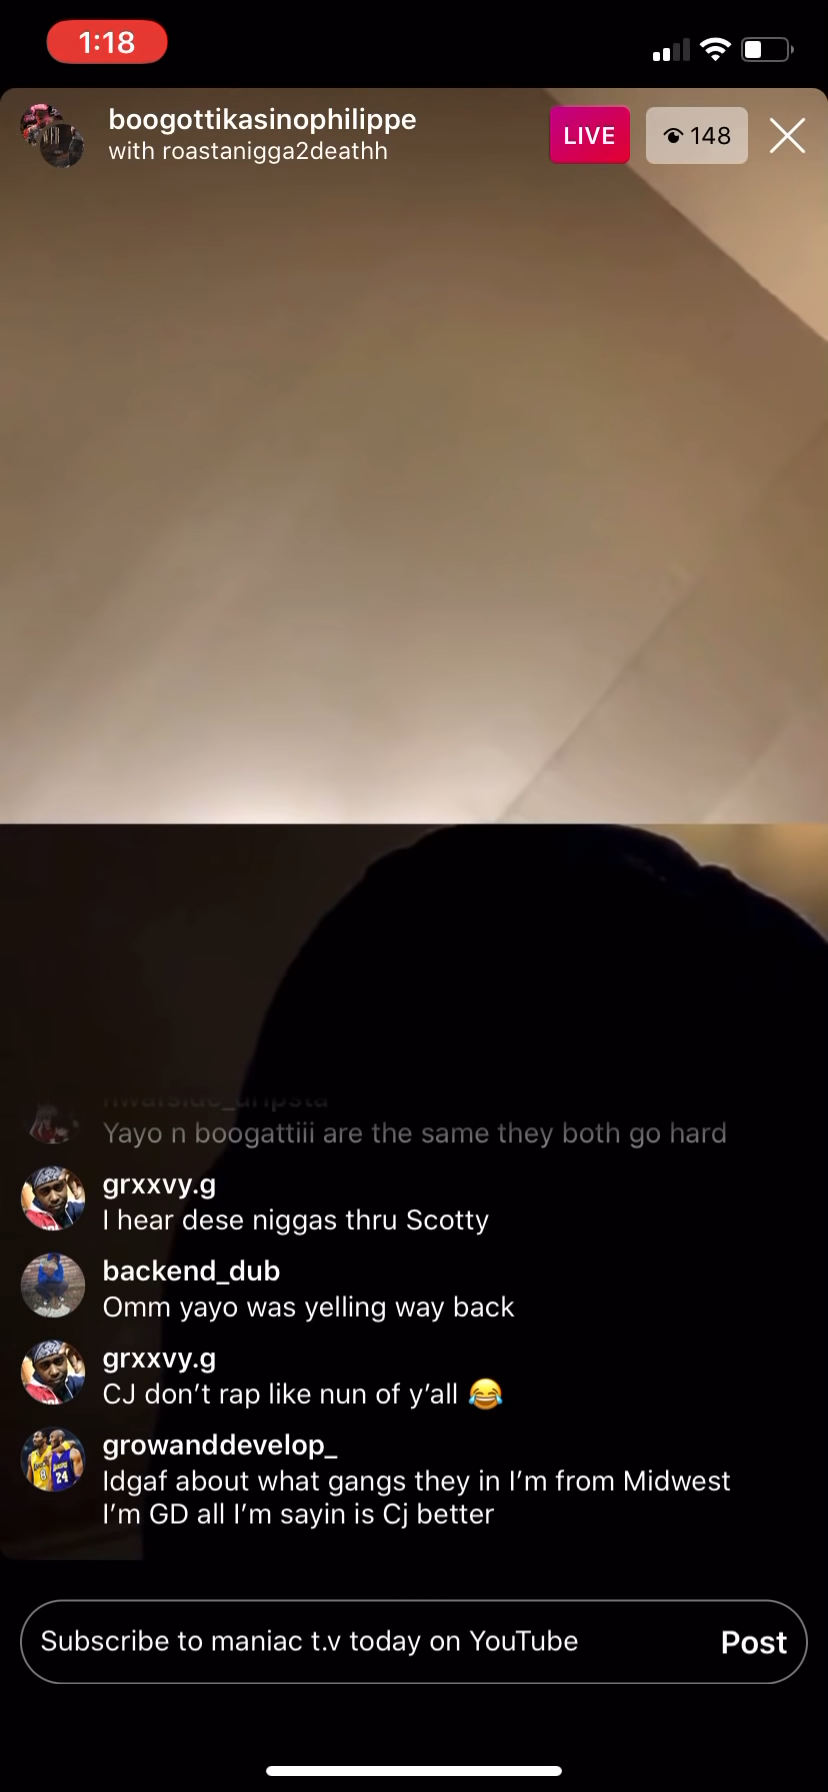 1:18
boogottikasinophilippe
LIVE
148
with roastanigga2deathh
Yayo n boogattiii are the same they both go hard
grxxvy.g
I hear dese niggas thru Scotty
backend_dub
Omm yayo was yelling way back
grxxvy.g
CJ don't rap like nun of y'all 😂
growanddevelop_
Idgaf about what gangs they in I'm from Midwest
I'm GD all I'm sayin is Cj better
Subscribe to maniac t.v today on YouTube
Post